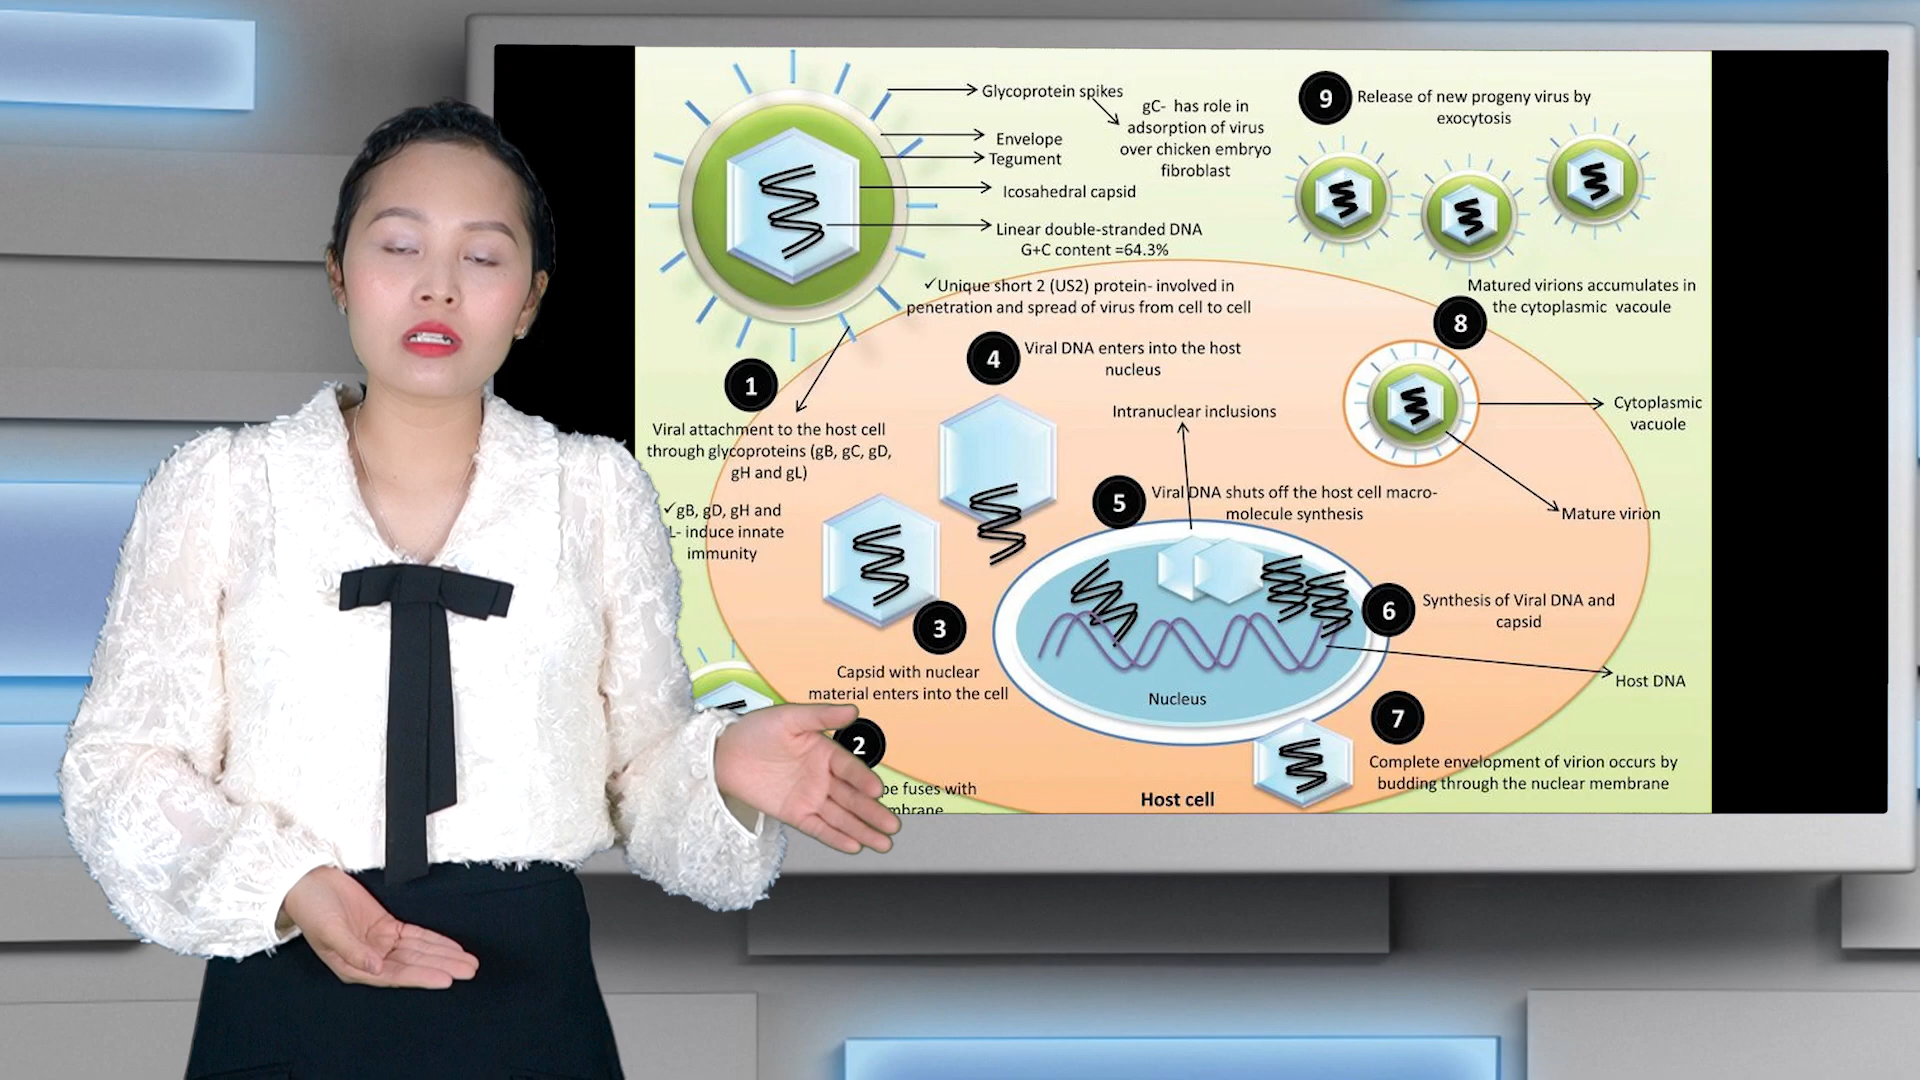 Glycoprotein spikes
gC- has role in
adsorption of virus
over chicken embryo
fibroblast
Envelope
Tegument
Icosahedral capsid
Linear double-stranded DNA
G+C content =64.3%
✓Unique short 2 (US2) protein- involved in
penetration and spread of virus from cell to cell
1
Viral attachment to the host cell
through glycoproteins (gB, gC, gD,
gH and gL)
✓gB, gD, gH and
L- induce innate
immunity
2
fuses with
3
Capsid with nuclear
material enters into the cell
4
Viral DNA enters into the host
nucleus
Intranuclear inclusions
5
Viral DNA shuts off the host cell macro-
molecule synthesis
Nucleus
6
Synthesis of Viral DNA and
capsid
Host DNA
7
Complete envelopment of virion occurs by
budding through the nuclear membrane
Host cell
8
Matured virions accumulates in
the cytoplasmic vacoule
Cytoplasmic
vacuole
Mature virion
9
Release of new progeny virus by
exocytosis